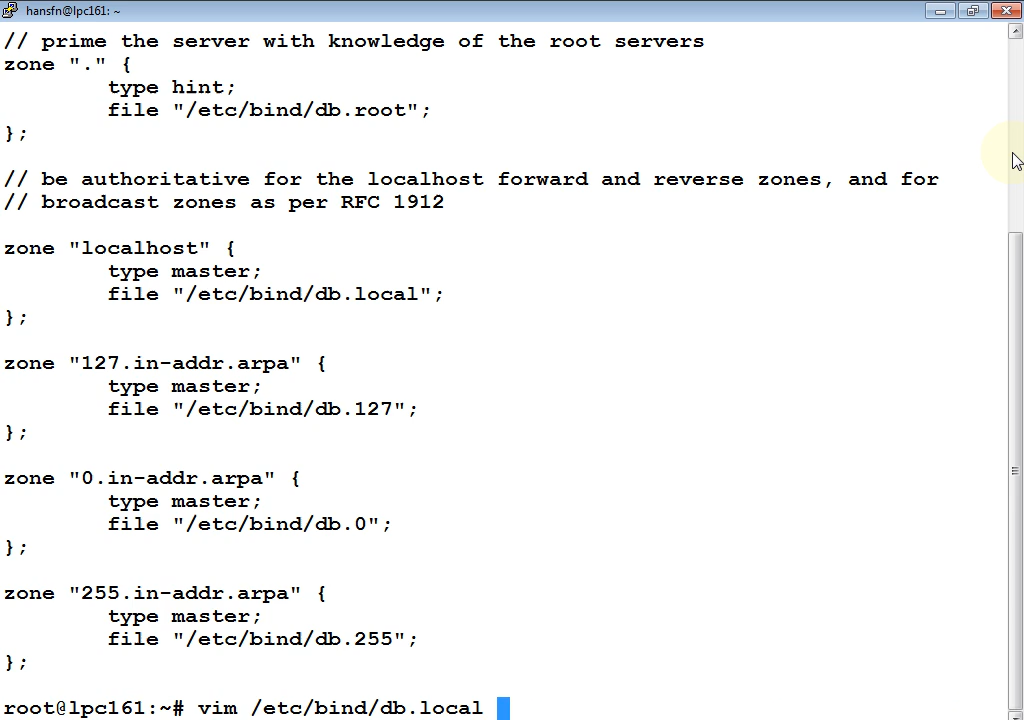 hansfn@lpc161: ~
// prime the server with knowledge of the root servers
zone "." {
        type hint;
        file "/etc/bind/db.root";
};
// be authoritative for the localhost forward and reverse zones, and for
// broadcast zones as per RFC 1912
zone "localhost" {
        type master;
        file "/etc/bind/db.local";
};
zone "127.in-addr.arpa" {
        type master;
        file "/etc/bind/db.127";
};
zone "0.in-addr.arpa" {
        type master;
        file "/etc/bind/db.0";
};
zone "255.in-addr.arpa" {
        type master;
        file "/etc/bind/db.255";
};
root@lpc161:~# vim /etc/bind/db.local